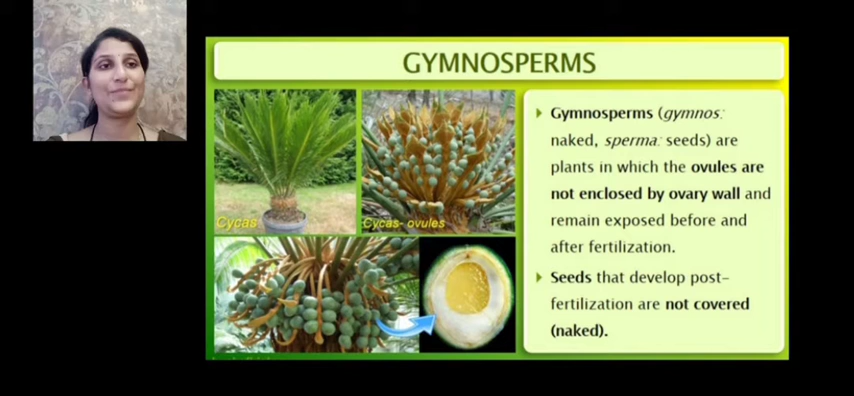 GYMNOSPERMS
Cycas
Cycas- ovules
Gymnosperms (gymnos:
naked, sperma: seeds) are
plants in which the ovules are
not enclosed by ovary wall and
remain exposed before and
after fertilization.
Seeds that develop post-
fertilization are not covered
(naked).